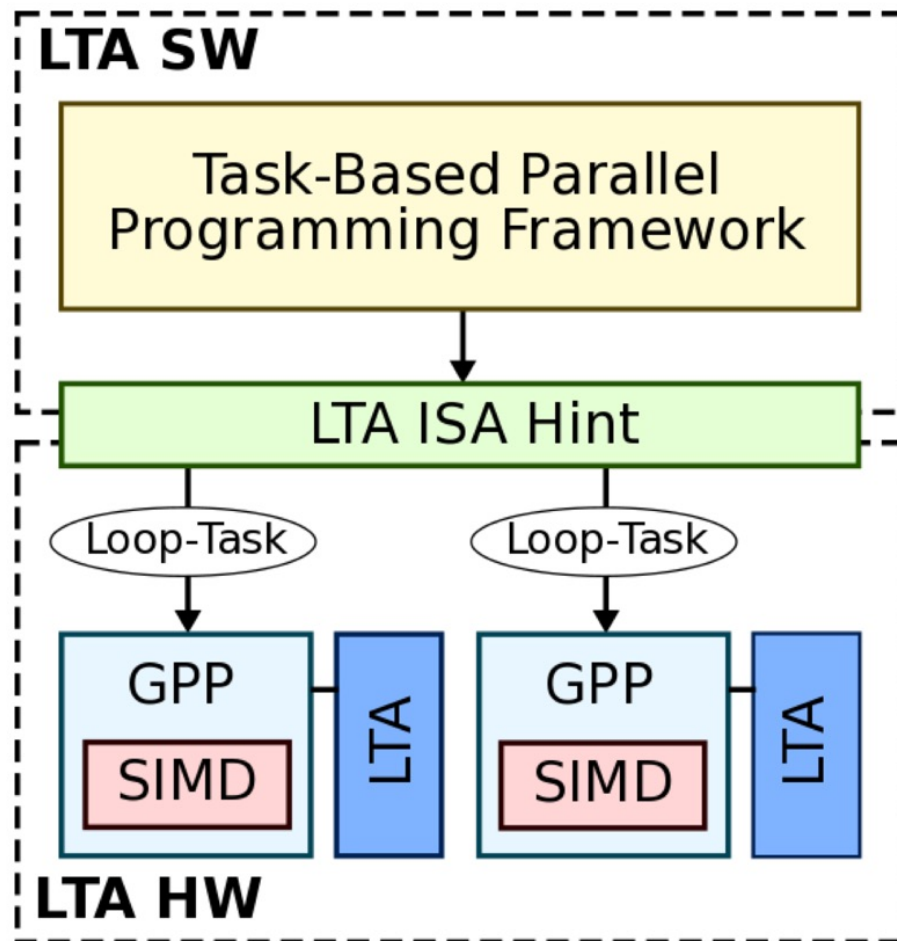 LTA SW
Task-Based Parallel
Programming Framework
LTA ISA Hint
Loop-Task
Loop-Task
GPP
LTA
GPP
LTA
SIMD
SIMD
LTA HW